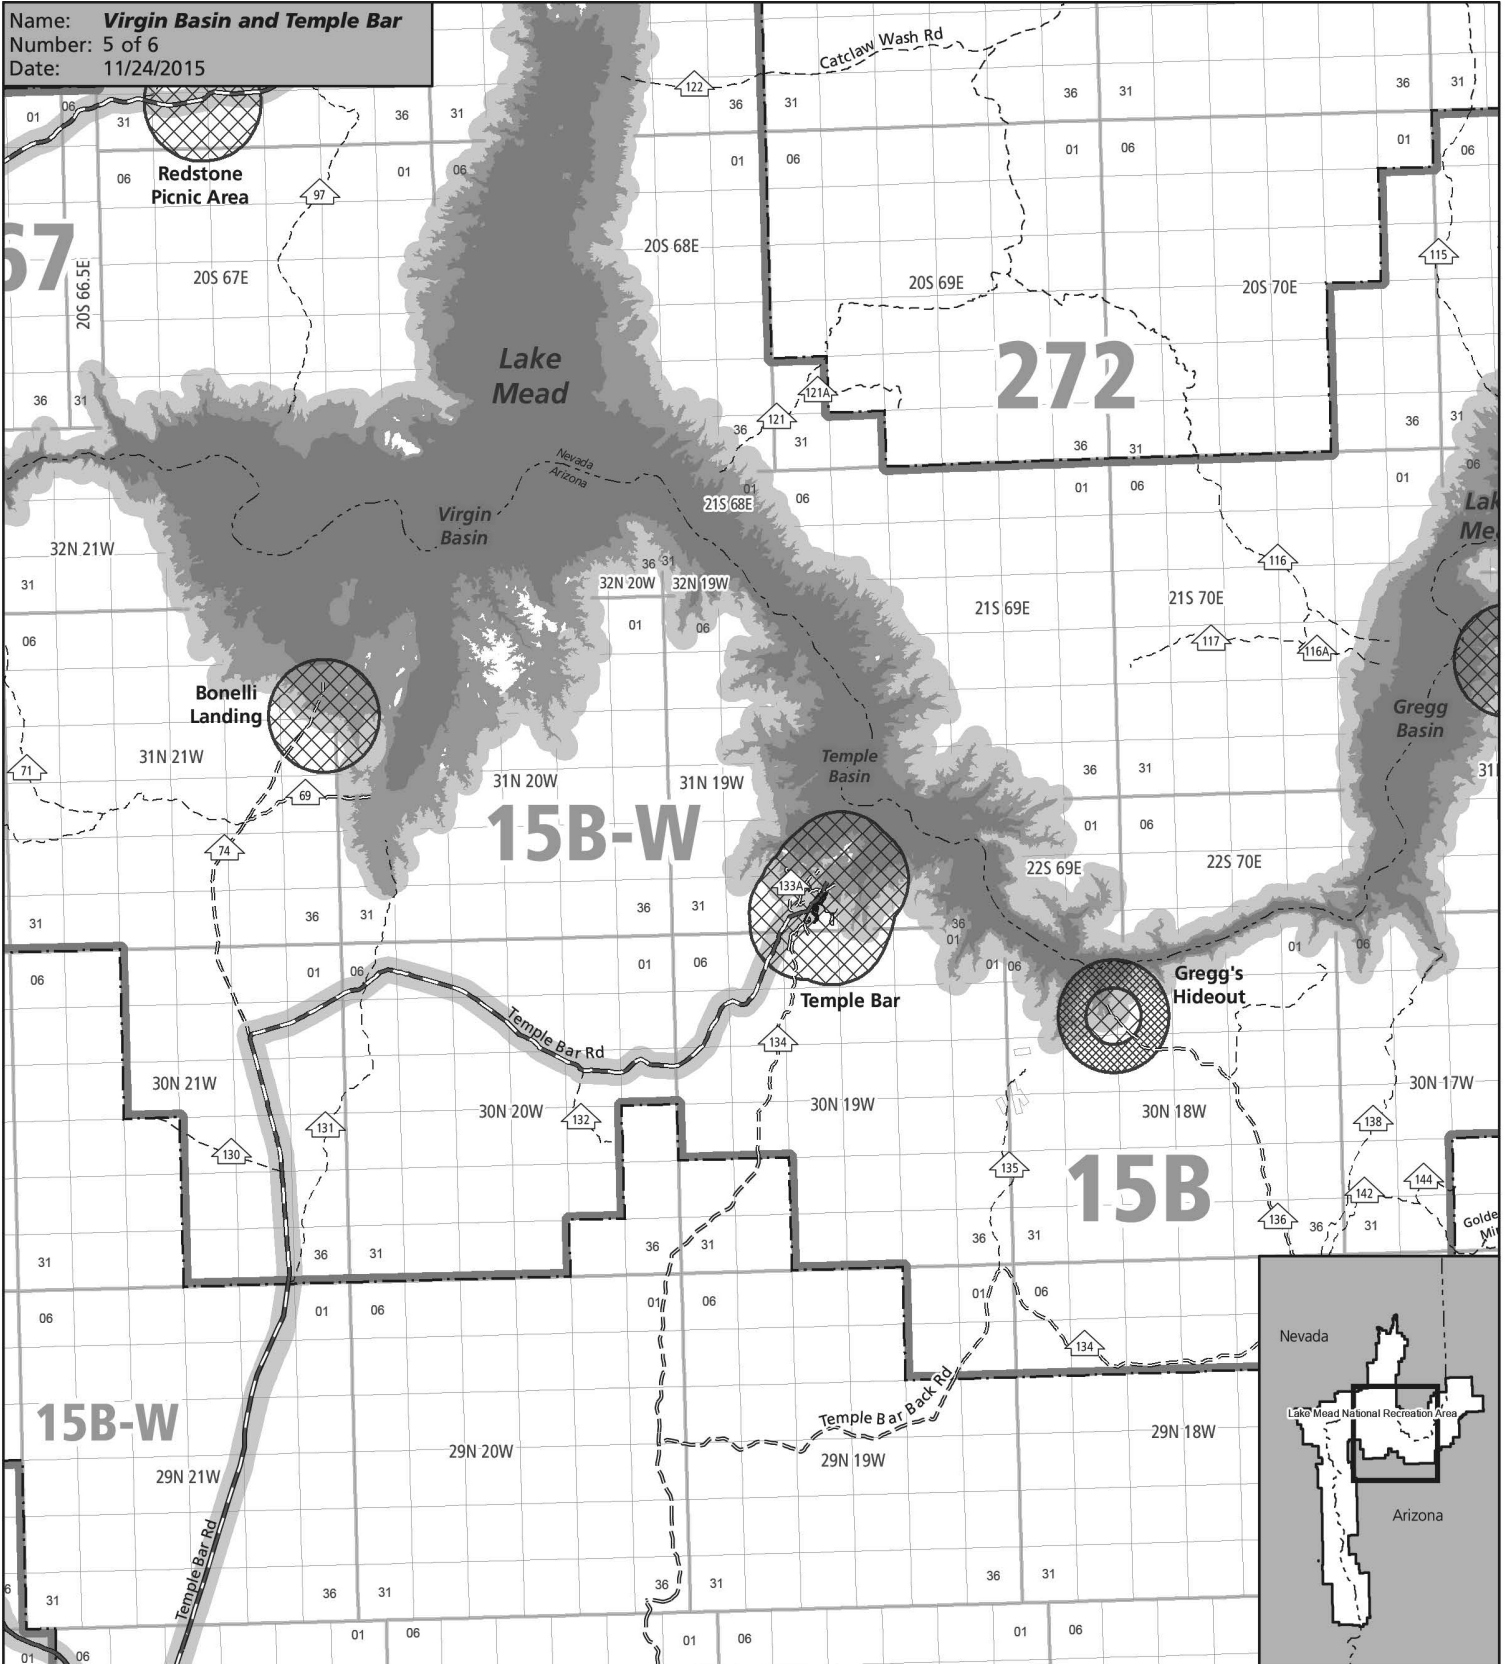 Name: Virgin Basin and Temple Bar
Number: 5 of 6
Date: 11/24/2015
Catclaw Wash Rd
122
36 31
36 31
36 31
01 06
31
36 31
01 06
01 06
01
06
Redstone
Picnic Area
06
01 06
97
67
20S 66.5E
20S 67E
20S 68E
20S 69E
20S 70E
115
Lake
Mead
272
121A
121
36 31
36
31
36 31
36 31
Nevada
Arizona
01 06
01 06
01
06
21S 68E
Virgin
Basin
Lak
Mea
32N 21W
31
36 31
32N 20W
32N 19W
116
21S 69E
21S 70E
06
01
06
117
116A
Bonelli
Landing
Gregg
Basin
31N 21W
71
69
31N 20W
31N 19W
Temple
Basin
36 31
31N
15B-W
01 06
74
22S 69E
22S 70E
133A
31
36 31
36 31
36
01
01 06
01
06
06
01 06
01 06
Temple Bar
Gregg's
Hideout
Temple Bar Rd
134
30N 21W
30N 20W
30N 19W
30N 18W
30N 17W
131
132
138
130
135
15B
142
144
136
Golde
Min
31
36 31
36 31
36 31
36 31
06
01 06
01 06
01 06
134
Nevada
Lake Mead National Recreation Area
Arizona
15B-W
Temple Bar Back Rd
29N 21W
29N 20W
29N 19W
29N 18W
Temple Bar Rd
6
31
36 31
36 31
36 31
01
06
01 06
01 06
01 06